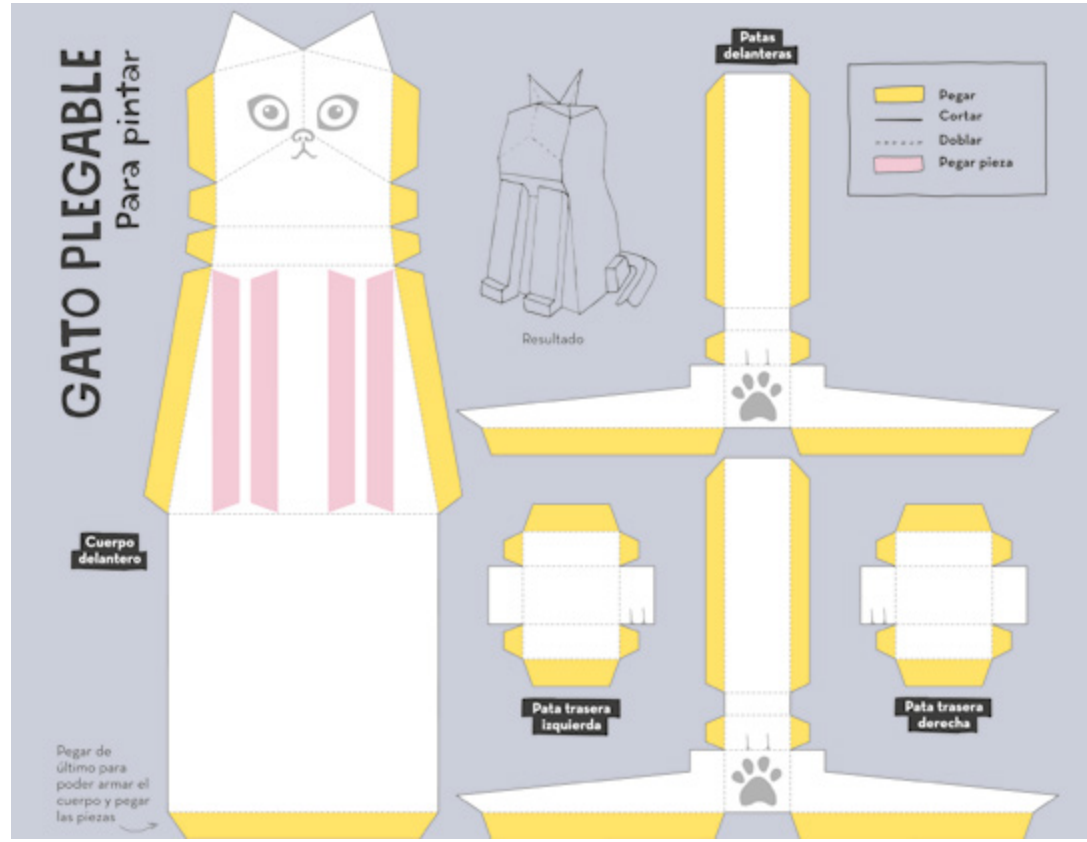 GATO PLEGABLE
Para pintar
Patas
delanteras
Pegar
Cortar
Doblar
Pegar pieza
Resultado
Cuerpo
delantero
Pata trasera
izquierda
Pata trasera
derecha
Pegar de
último para
poder armar el
cuerpo y pegar
las piezas